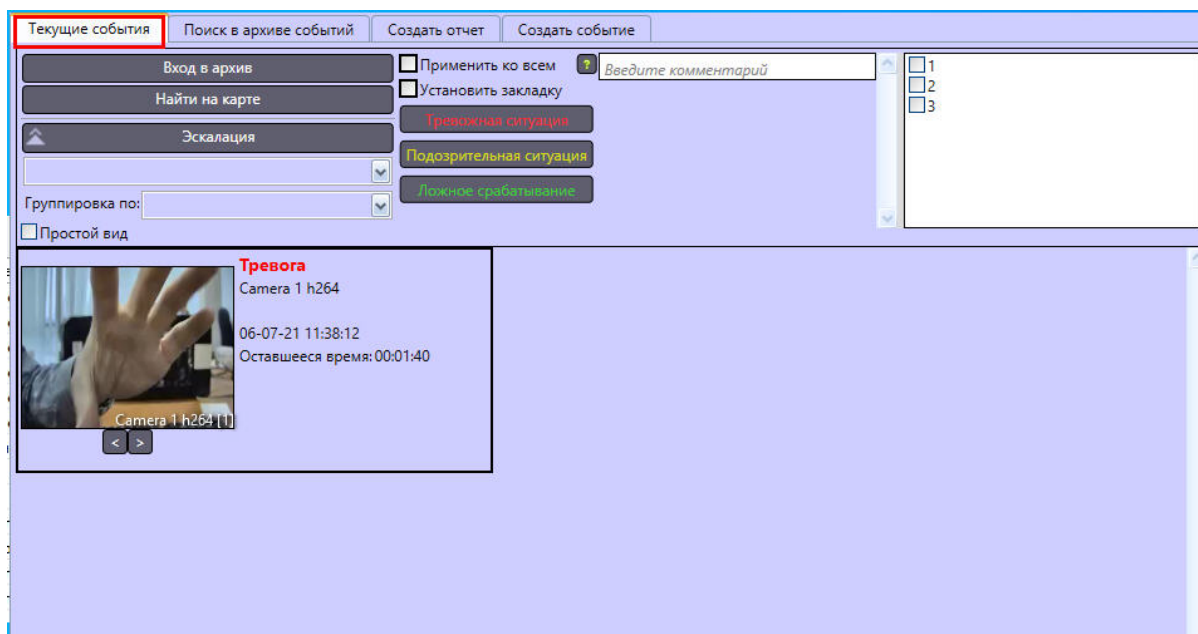 Текущие события
Поиск в архиве событий
Создать отчет
Создать событие
Вход в архив
Найти на карте
Эскалация
Группировка по:
Простой вид
Применить ко всем
?
Установить закладку
Тревожная ситуация
Подозрительная ситуация
Ложное срабатывание
Введите комментарий
1
2
3
Тревога
Camera 1 h264
06-07-21 11:38:12
Оставшееся время: 00:01:40
Camera 1 h264 [1]
< >